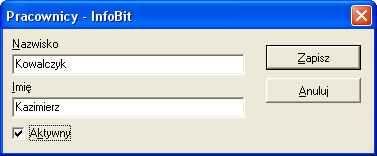 Pracownicy - InfoBit
Nazwisko
Kowalczyk
Zapisz
Imię
Anuluj
Kazimierz
Aktywny